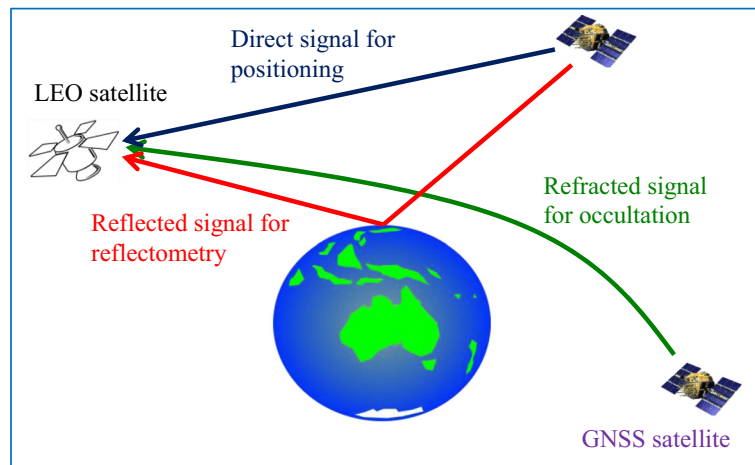 Direct signal for
positioning
LEO satellite
Refracted signal
for occultation
Reflected signal for
reflectometry
GNSS satellite